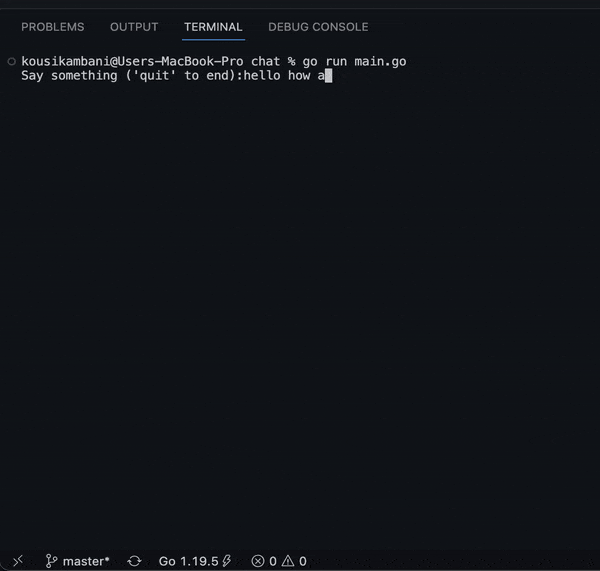 PROBLEMS OUTPUT TERMINAL DEBUG CONSOLE
kousikambani@Users-MacBook-Pro chat % go run main.go
Say something ('quit' to end):hello how a
master* Go 1.19.5 0 0